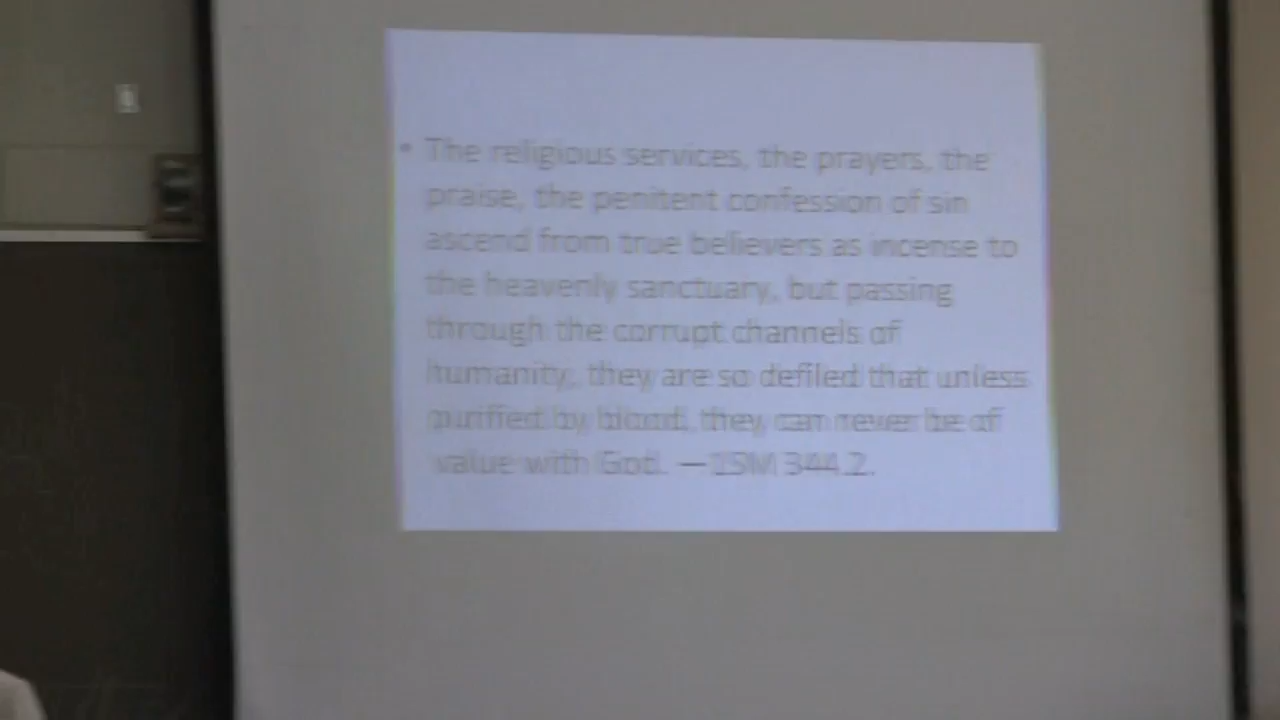 • The religious services, the prayers, the
praise, the penitent confession of sin
ascend from true believers as incense to
the heavenly sanctuary, but passing
through the corrupt channels of
humanity, they are so defiled that unless
purified by blood, they can never be of
value with God. —1SM 344.2.